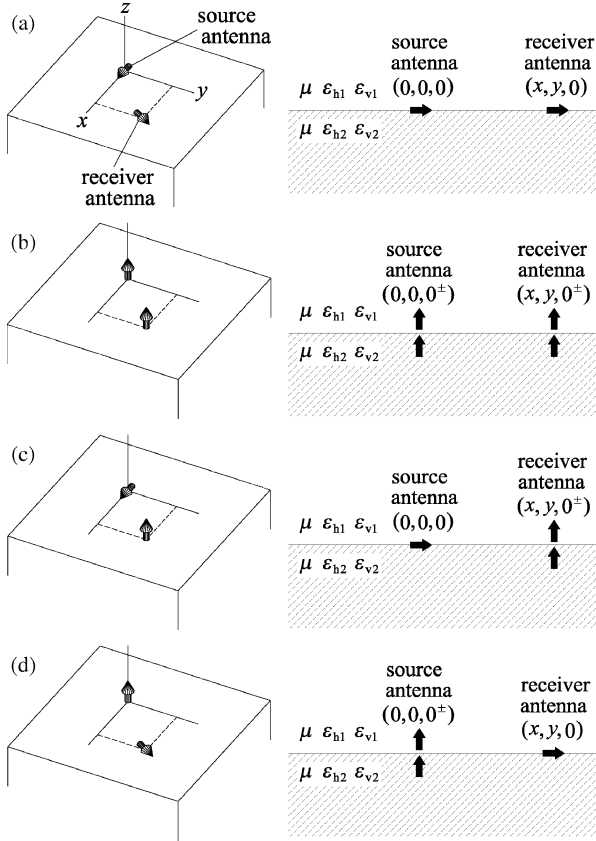 (a)
z
source
antenna
y
x
receiver
antenna
source
antenna
(0,0,0)
receiver
antenna
(x, y, 0)
μ ε_h1 ε_v1
μ ε_h2 ε_v2
(b)
source
antenna
(0,0,0±)
receiver
antenna
(x, y, 0±)
μ ε_h1 ε_v1
μ ε_h2 ε_v2
(c)
source
antenna
(0,0,0)
receiver
antenna
(x, y, 0±)
μ ε_h1 ε_v1
μ ε_h2 ε_v2
(d)
source
antenna
(0,0,0±)
receiver
antenna
(x, y, 0)
μ ε_h1 ε_v1
μ ε_h2 ε_v2